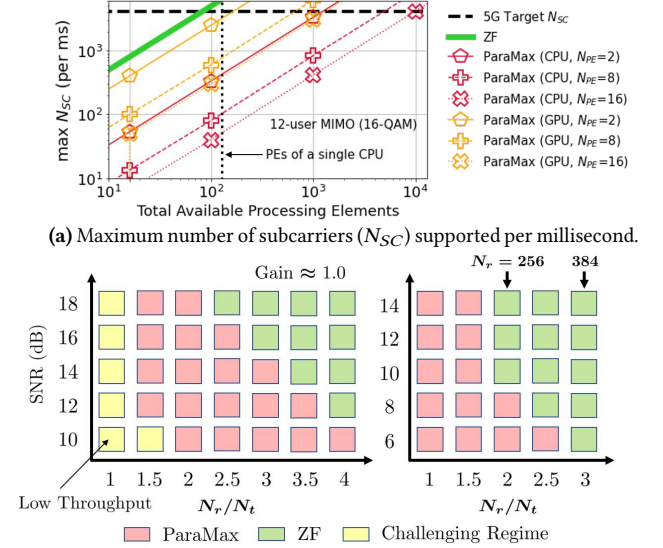 max N_SC (per ms)
10^3
10^2
10^1
10^1
10^2
10^3
10^4
Total Available Processing Elements
12-user MIMO (16-QAM)
PEs of a single CPU
5G Target N_SC
ZF
ParaMax (CPU, N_PE=2)
ParaMax (CPU, N_PE=8)
ParaMax (CPU, N_PE=16)
ParaMax (GPU, N_PE=2)
ParaMax (GPU, N_PE=8)
ParaMax (GPU, N_PE=16)
(a) Maximum number of subcarriers (N_SC) supported per millisecond.
Gain ≈ 1.0
N_r = 256
384
SNR (dB)
18
16
14
12
10
1 1.5 2 2.5 3 3.5 4
N_r/N_t
Low Throughput
14
12
10
8
6
1 1.5 2 2.5 3
N_r/N_t
ParaMax
ZF
Challenging Regime